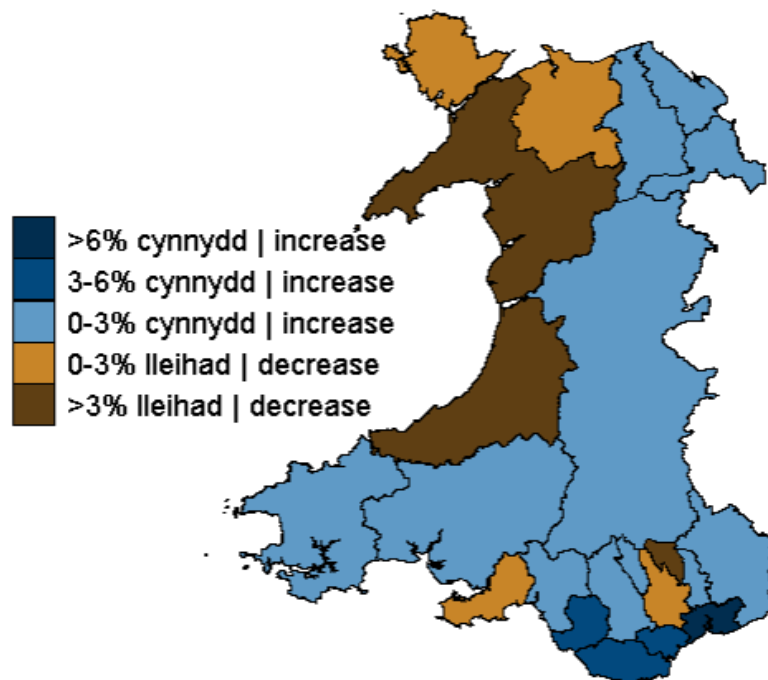 >6% cynnydd | increase
3-6% cynnydd | increase
0-3% cynnydd | increase
0-3% lleihad | decrease
>3% lleihad | decrease